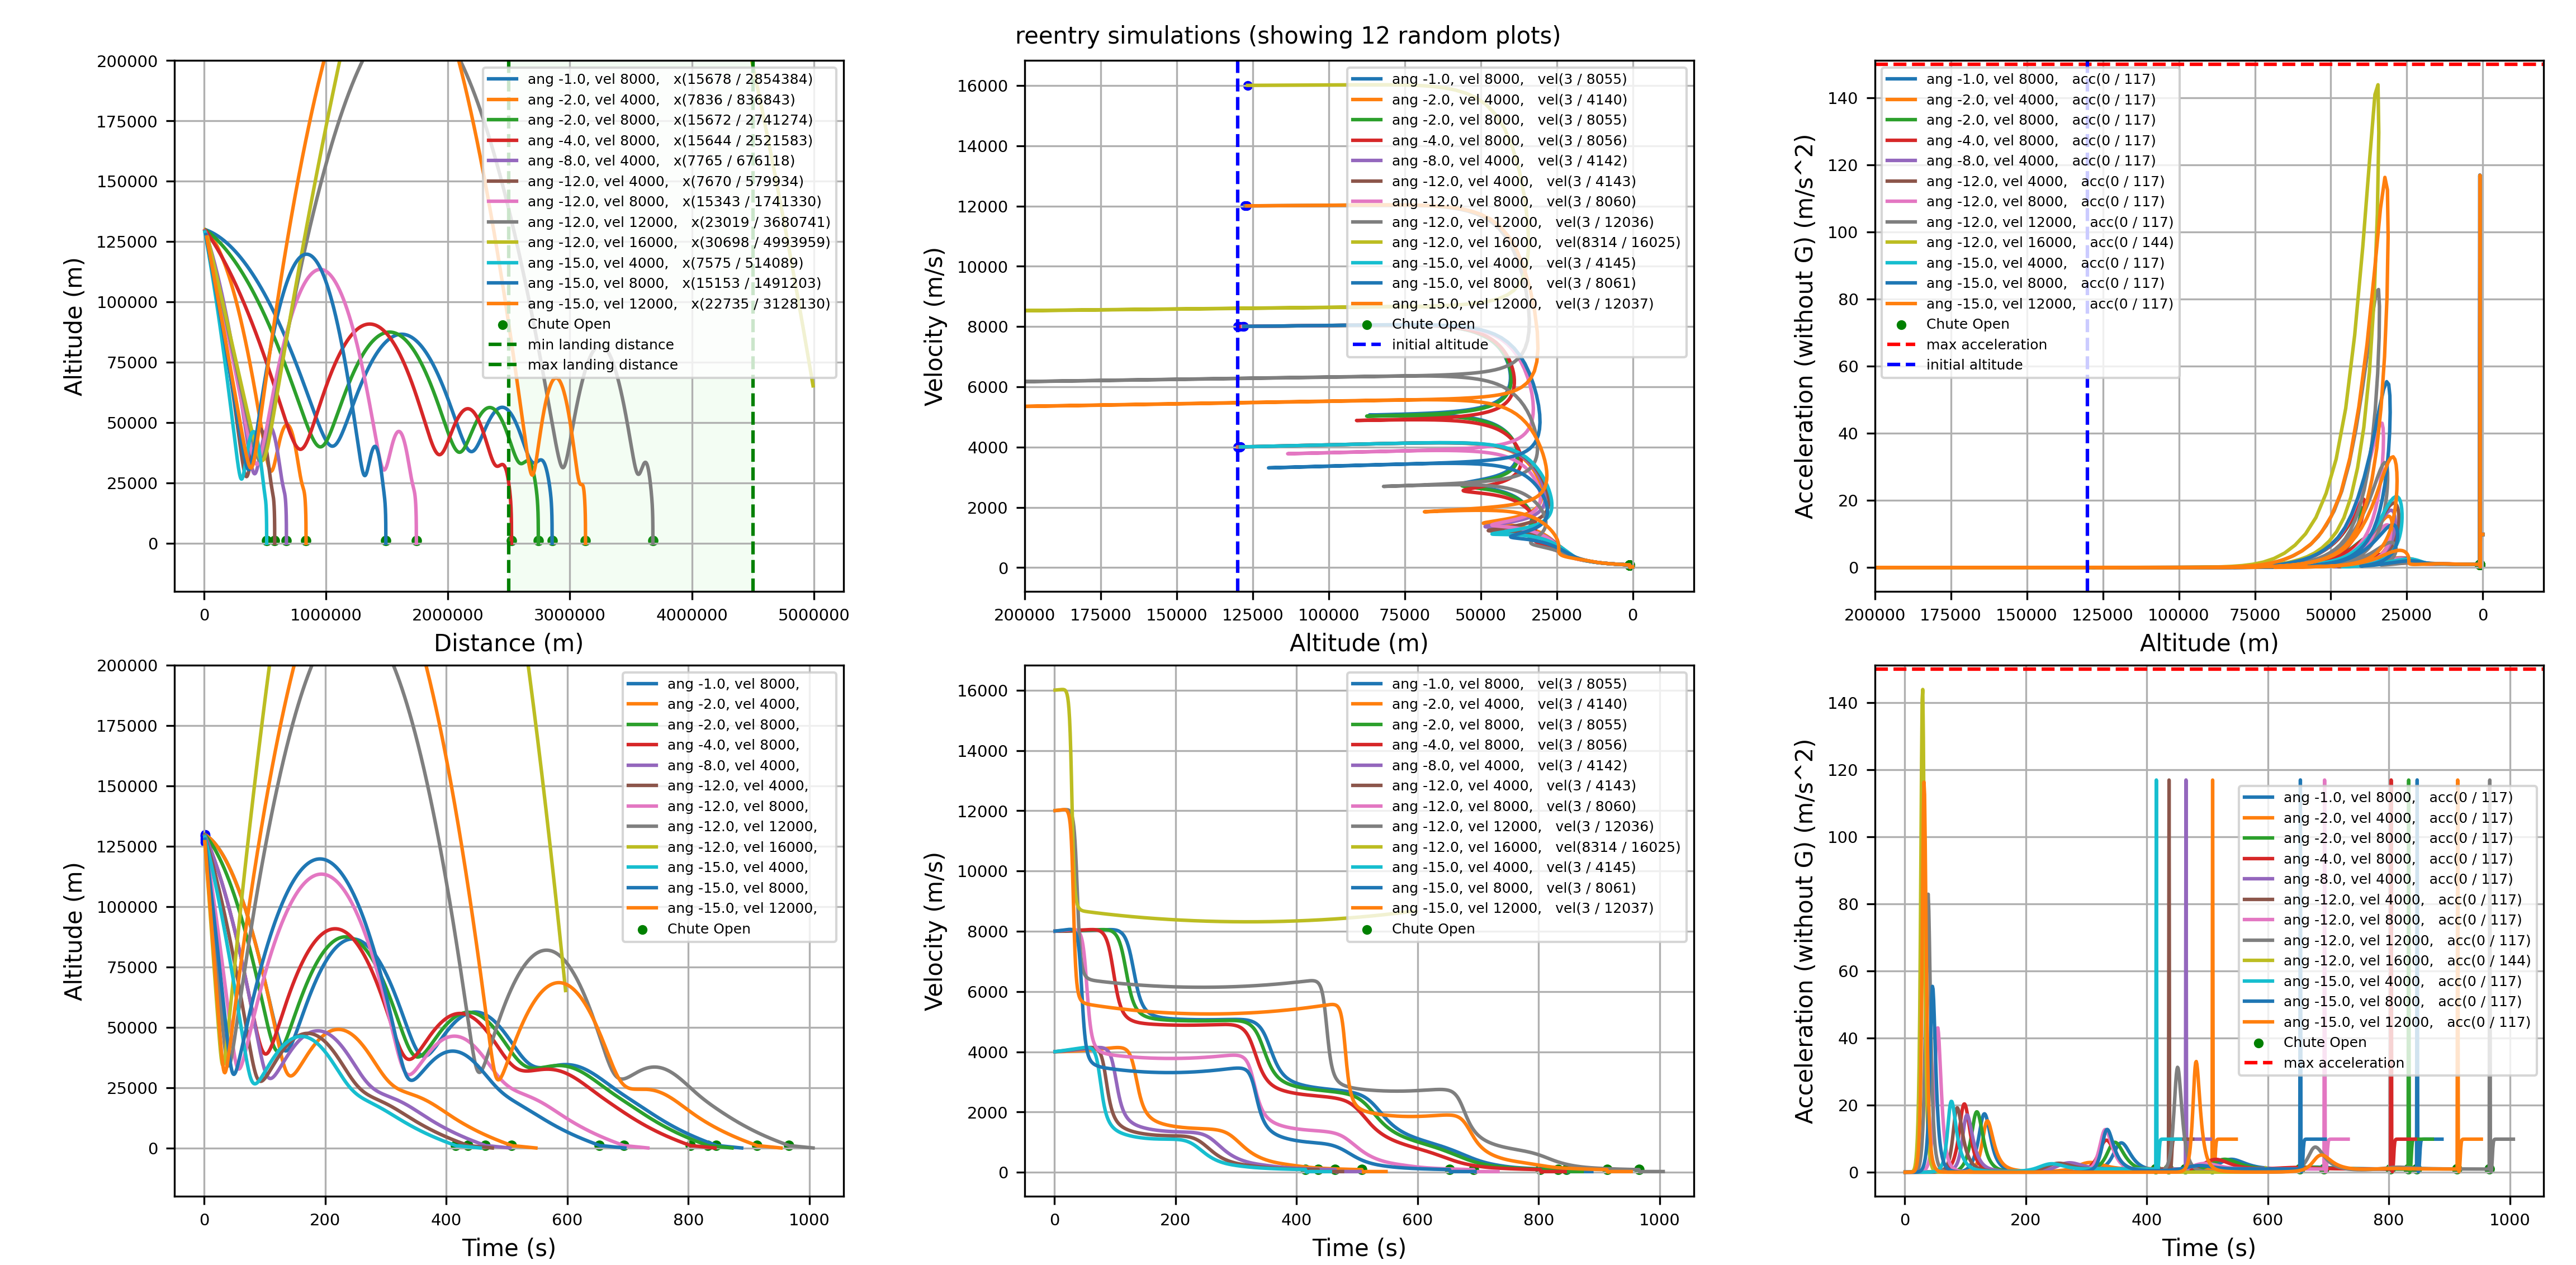 reentry simulations (showing 12 random plots)
200000
175000
150000
125000
100000
75000
50000
25000
0
Altitude (m)
ang -1.0, vel 8000,   x(15678 / 2854384)
ang -2.0, vel 4000,   x(7836 / 836843)
ang -2.0, vel 8000,   x(15672 / 2741274)
ang -4.0, vel 8000,   x(15644 / 2521583)
ang -8.0, vel 4000,   x(7765 / 676118)
ang -12.0, vel 4000,   x(7670 / 579934)
ang -12.0, vel 8000,   x(15343 / 1741330)
ang -12.0, vel 12000,   x(23019 / 3680741)
ang -12.0, vel 16000,   x(30698 / 4993959)
ang -15.0, vel 4000,   x(7575 / 514089)
ang -15.0, vel 8000,   x(15153 / 1491203)
ang -15.0, vel 12000,   x(22735 / 3128130)
Chute Open
min landing distance
max landing distance
0 1000000 2000000 3000000 4000000 5000000
Distance (m)
16000
14000
12000
10000
8000
6000
4000
2000
0
Velocity (m/s)
ang -1.0, vel 8000,   vel(3 / 8055)
ang -2.0, vel 4000,   vel(3 / 4140)
ang -2.0, vel 8000,   vel(3 / 8055)
ang -4.0, vel 8000,   vel(3 / 8056)
ang -8.0, vel 4000,   vel(3 / 4142)
ang -12.0, vel 4000,   vel(3 / 4143)
ang -12.0, vel 8000,   vel(3 / 8060)
ang -12.0, vel 12000,   vel(3 / 12036)
ang -12.0, vel 16000,   vel(8314 / 16025)
ang -15.0, vel 4000,   vel(3 / 4145)
ang -15.0, vel 8000,   vel(3 / 8061)
ang -15.0, vel 12000,   vel(3 / 12037)
Chute Open
initial altitude
200000 175000 150000 125000 100000 75000 50000 25000 0
Altitude (m)
140
120
100
80
60
40
20
0
Acceleration (without G) (m/s^2)
ang -1.0, vel 8000,   acc(0 / 117)
ang -2.0, vel 4000,   acc(0 / 117)
ang -2.0, vel 8000,   acc(0 / 117)
ang -4.0, vel 8000,   acc(0 / 117)
ang -8.0, vel 4000,   acc(0 / 117)
ang -12.0, vel 4000,   acc(0 / 117)
ang -12.0, vel 8000,   acc(0 / 117)
ang -12.0, vel 12000,   acc(0 / 117)
ang -12.0, vel 16000,   acc(0 / 144)
ang -15.0, vel 4000,   acc(0 / 117)
ang -15.0, vel 8000,   acc(0 / 117)
ang -15.0, vel 12000,   acc(0 / 117)
Chute Open
max acceleration
initial altitude
200000 175000 150000 125000 100000 75000 50000 25000 0
Altitude (m)
200000
175000
150000
125000
100000
75000
50000
25000
0
Altitude (m)
ang -1.0, vel 8000,
ang -2.0, vel 4000,
ang -2.0, vel 8000,
ang -4.0, vel 8000,
ang -8.0, vel 4000,
ang -12.0, vel 4000,
ang -12.0, vel 8000,
ang -12.0, vel 12000,
ang -12.0, vel 16000,
ang -15.0, vel 4000,
ang -15.0, vel 8000,
ang -15.0, vel 12000,
Chute Open
0 200 400 600 800 1000
Time (s)
16000
14000
12000
10000
8000
6000
4000
2000
0
Velocity (m/s)
ang -1.0, vel 8000,   vel(3 / 8055)
ang -2.0, vel 4000,   vel(3 / 4140)
ang -2.0, vel 8000,   vel(3 / 8055)
ang -4.0, vel 8000,   vel(3 / 8056)
ang -8.0, vel 4000,   vel(3 / 4142)
ang -12.0, vel 4000,   vel(3 / 4143)
ang -12.0, vel 8000,   vel(3 / 8060)
ang -12.0, vel 12000,   vel(3 / 12036)
ang -12.0, vel 16000,   vel(8314 / 16025)
ang -15.0, vel 4000,   vel(3 / 4145)
ang -15.0, vel 8000,   vel(3 / 8061)
ang -15.0, vel 12000,   vel(3 / 12037)
Chute Open
0 200 400 600 800 1000
Time (s)
140
120
100
80
60
40
20
0
Acceleration (without G) (m/s^2)
ang -1.0, vel 8000,   acc(0 / 117)
ang -2.0, vel 4000,   acc(0 / 117)
ang -2.0, vel 8000,   acc(0 / 117)
ang -4.0, vel 8000,   acc(0 / 117)
ang -8.0, vel 4000,   acc(0 / 117)
ang -12.0, vel 4000,   acc(0 / 117)
ang -12.0, vel 8000,   acc(0 / 117)
ang -12.0, vel 12000,   acc(0 / 117)
ang -12.0, vel 16000,   acc(0 / 144)
ang -15.0, vel 4000,   acc(0 / 117)
ang -15.0, vel 8000,   acc(0 / 117)
ang -15.0, vel 12000,   acc(0 / 117)
Chute Open
max acceleration
0 200 400 600 800 1000
Time (s)